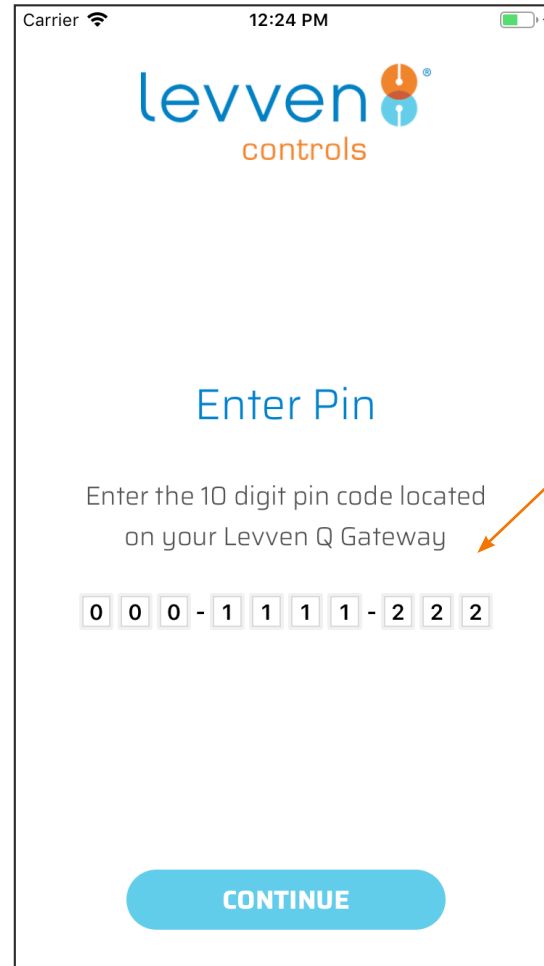 Carrier 12:24 PM
levven®
controls
Enter Pin
Enter the 10 digit pin code located
on your Levven Q Gateway
0 0 0 - 1 1 1 1 - 2 2 2
CONTINUE